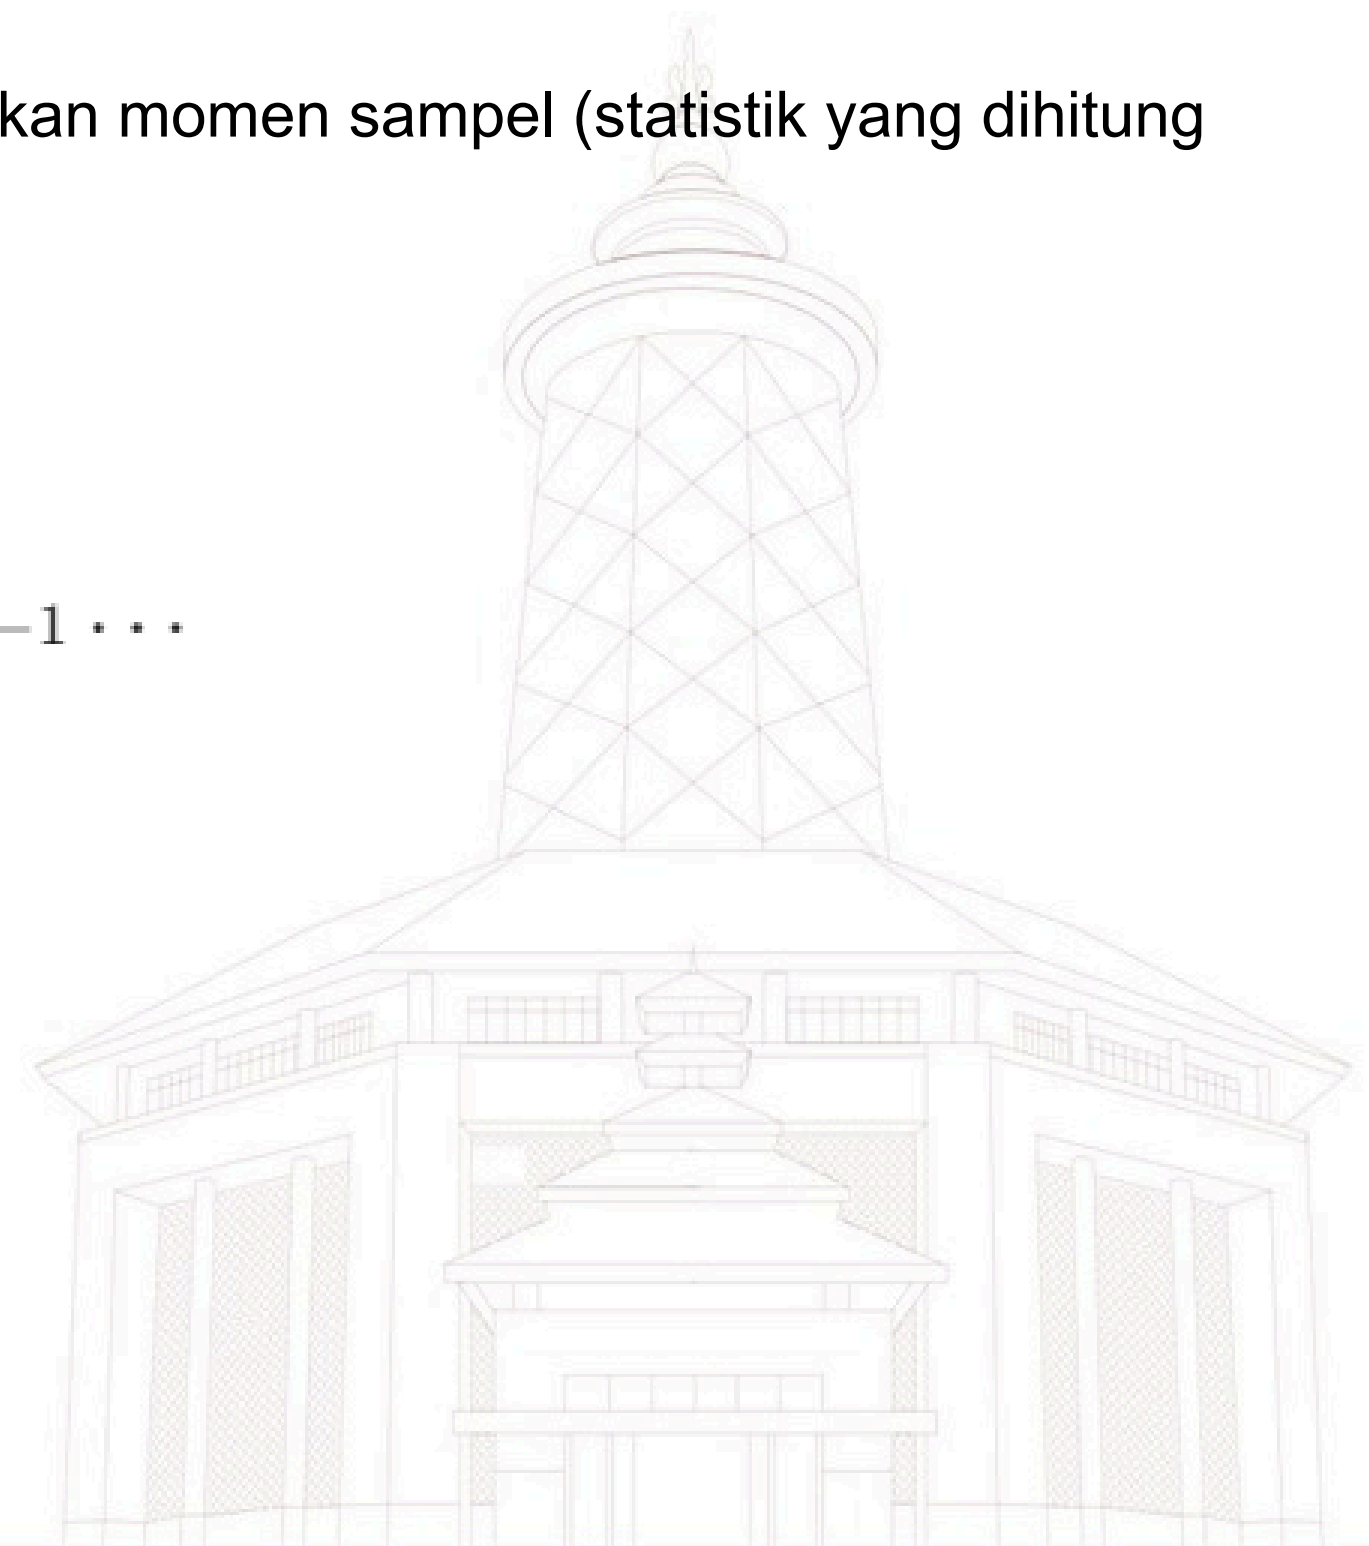 kan momen sampel (statistik yang dihitung
–1 ···